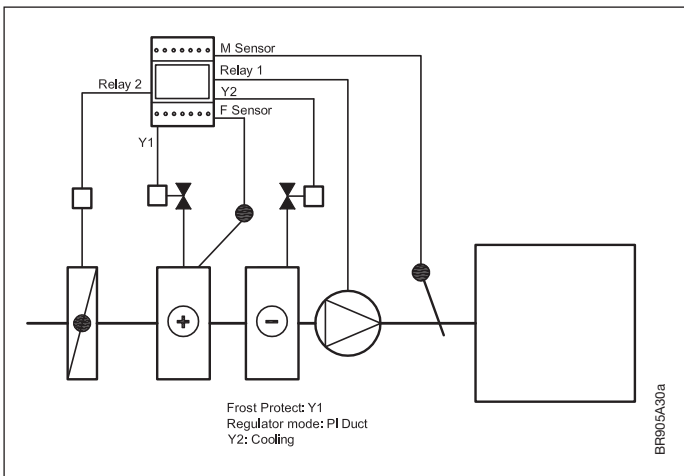 M Sensor
Relay 1
Relay 2
Y2
F Sensor
Y1
+
-
Frost Protect: Y1
Regulator mode: PI Duct
Y2: Cooling
BR905A30a